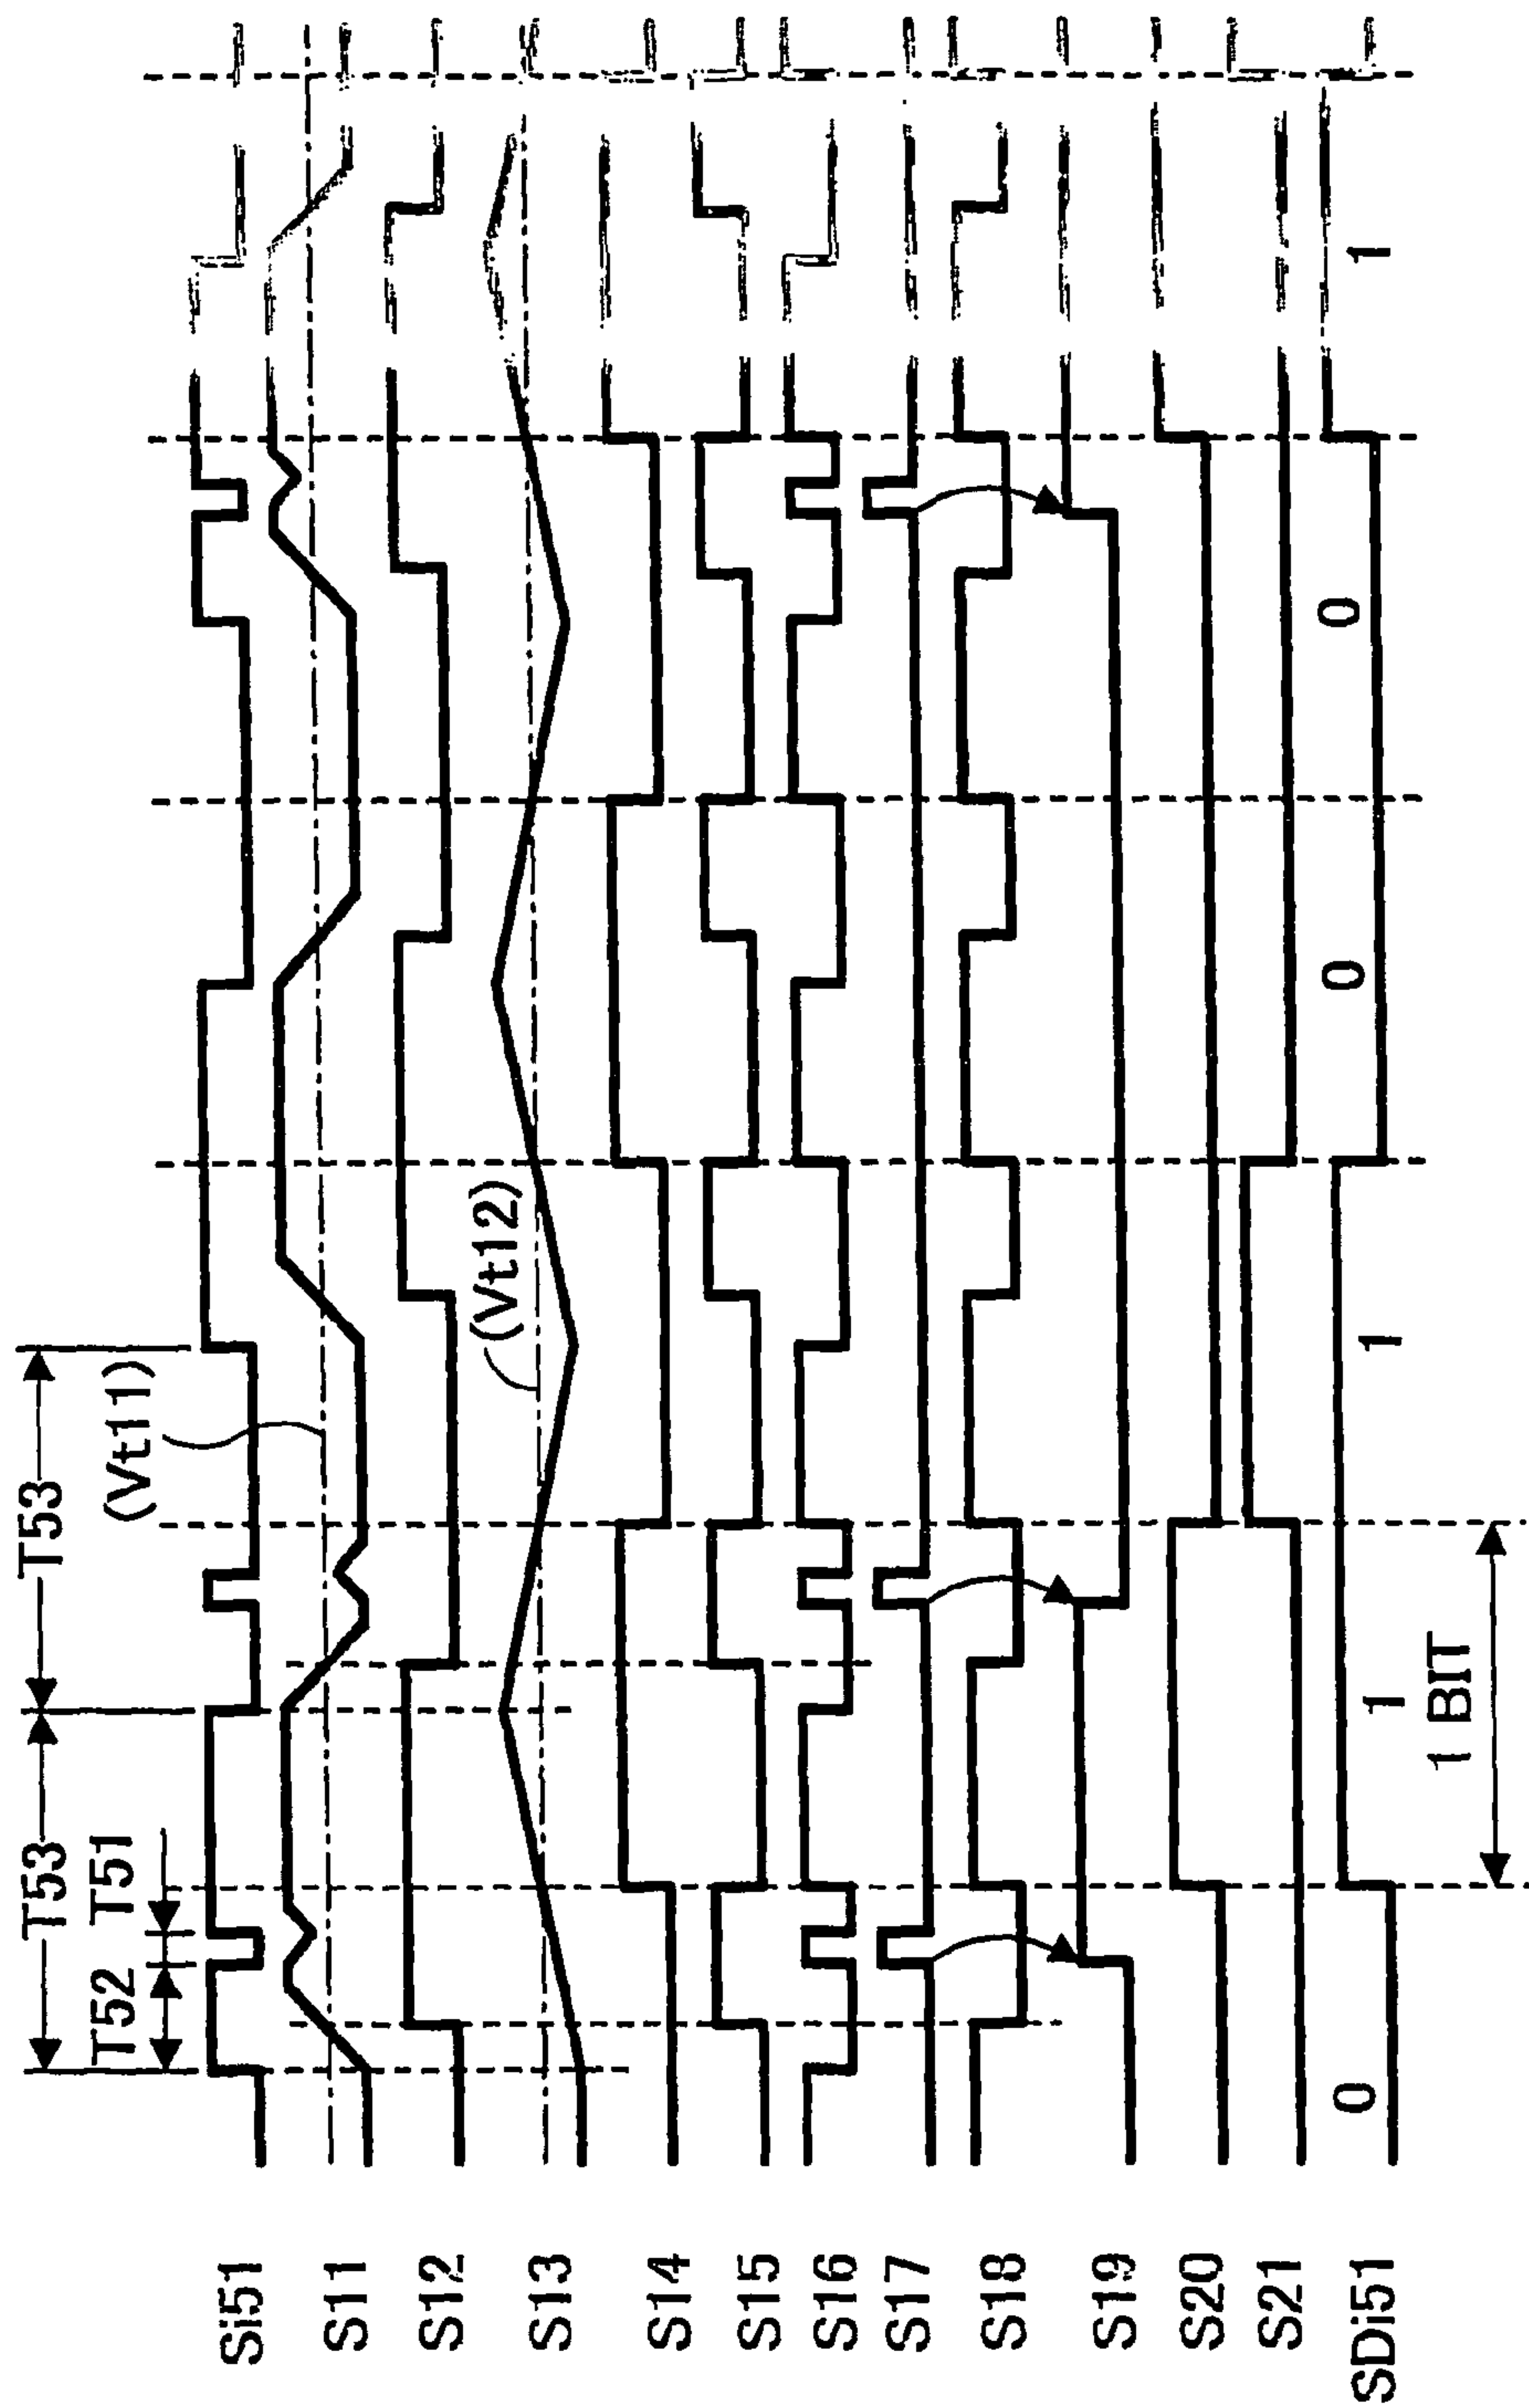 T53
T53
T52
T51
(Vt11)
Si51
S11
S12
(Vt12)
S13
S14
S15
S16
S17
S18
S19
S20
S21
SDi51
0
1
1
0
0
1
1 BIT